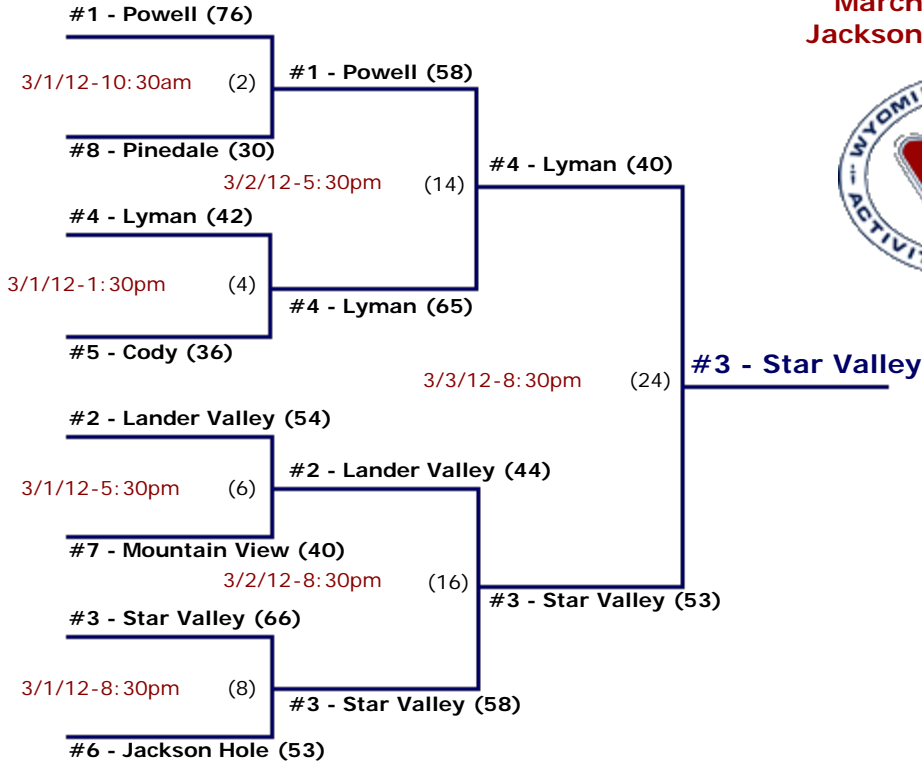 March
Jackson
#1 - Powell (76)
3/1/12-10:30am (2)
#1 - Powell (58)
#8 - Pinedale (30)
3/2/12-5:30pm (14)
#4 - Lyman (40)
#4 - Lyman (42)
3/1/12-1:30pm (4)
#4 - Lyman (65)
#5 - Cody (36)
3/3/12-8:30pm (24)
#3 - Star Valley
#2 - Lander Valley (54)
3/1/12-5:30pm (6)
#2 - Lander Valley (44)
#7 - Mountain View (40)
3/2/12-8:30pm (16)
#3 - Star Valley (53)
#3 - Star Valley (66)
3/1/12-8:30pm (8)
#3 - Star Valley (58)
#6 - Jackson Hole (53)